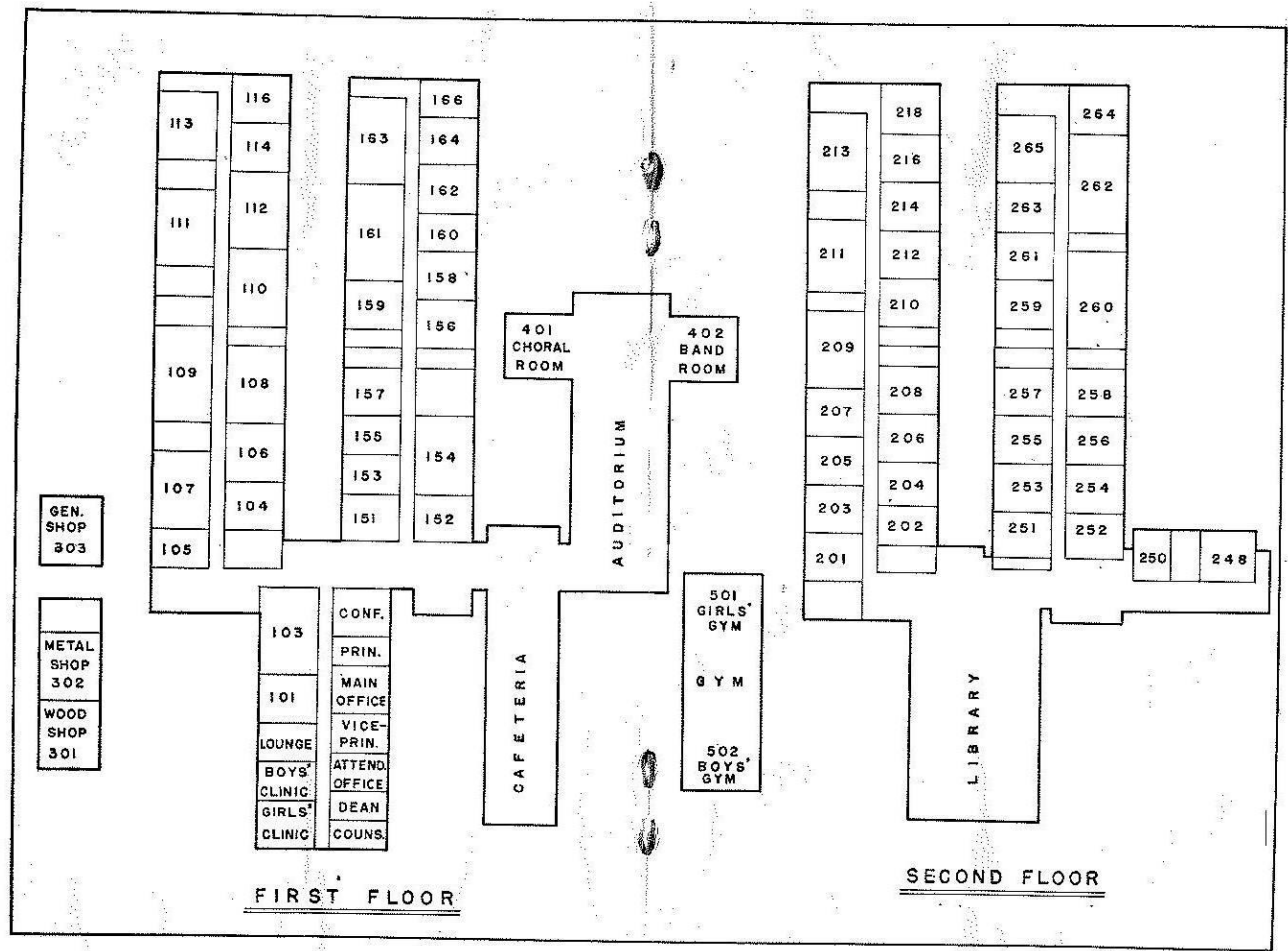 116
113
114
112
111
110
109
108
106
107
104
105
166
163
164
162
161
160
158
159
156
157
155
154
153
151
152
401
CHORAL
ROOM
402
BAND
ROOM
AUDITORIUM
GEN.
SHOP
303
METAL
SHOP
302
WOOD
SHOP
301
103
101
LOUNGE
BOYS'
CLINIC
GIRLS'
CLINIC
CONF.
PRIN.
MAIN
OFFICE
VICE-
PRIN.
ATTEND.
OFFICE
DEAN
COUNS.
CAFETERIA
501
GIRLS'
GYM
GYM
502
BOYS'
GYM
FIRST FLOOR
218
213
216
214
211
212
210
209
208
207
206
205
204
203
202
201
264
265
262
263
261
259
260
257
258
255
256
253
254
251
252
250
248
LIBRARY
SECOND FLOOR